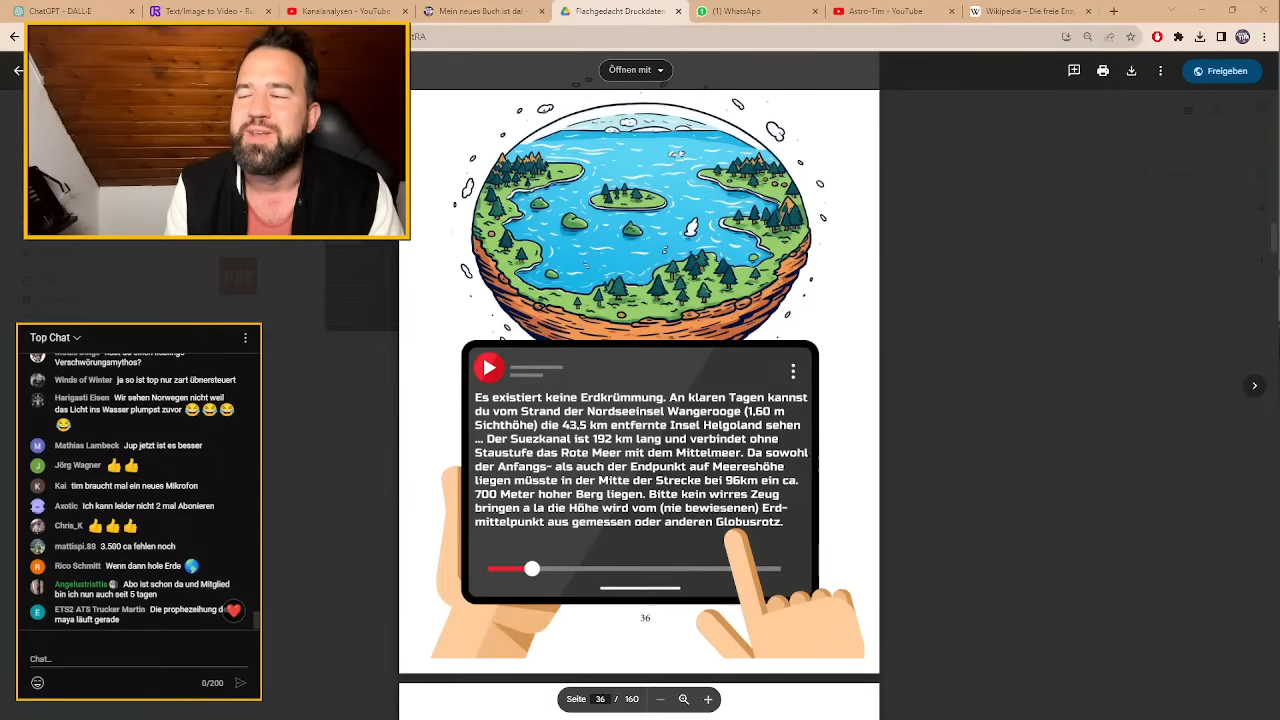 ChatGPT - DALL·E
Text/Image to Video - Ru
Kanalanalysen - YouTube
Mein neues Buch ist da! -
Flachgedacht Druckdaten
(1) WhatsApp
Astro-Tim - YouTube
Wikipedia – Die freie Enz
Öffnen mit
Freigeben
Top Chat
Verschwörungsmythos?
Winds of Winter ja so ist top nur zart übnersteuert
Harigasti Eisen Wir sehen Norwegen nicht weil
das Licht ins Wasser plumpst zuvor 😂😂😂
😂
Mathias Lambeck Jup jetzt ist es besser
Jörg Wagner 👍👍
Kai tim braucht mal ein neues Mikrofon
Axotic Ich kann leider nicht 2 mal Abonieren
Chris_K 👍👍👍
mattispi.88 3.500 ca fehlen noch
Rico Schmitt Wenn dann hole Erde 🌎
Angelustristtis Abo ist schon da und Mitglied
bin ich nun auch seit 5 tagen
ETS2 ATS Trucker Martin Die prophezeihung d
maya läuft gerade
Chat...
0/200
Es existiert keine Erdkrümmung. An klaren Tagen kannst
du vom Strand der Nordseeinsel Wangerooge (1,60 m
Sichthöhe) die 43,5 km entfernte Insel Helgoland sehen
... Der Suezkanal ist 192 km lang und verbindet ohne
Staustufe das Rote Meer mit dem Mittelmeer. Da sowohl
der Anfangs- als auch der Endpunkt auf Meereshöhe
liegen müsste in der Mitte der Strecke bei 96km ein ca.
700 Meter hoher Berg liegen. Bitte kein wirres Zeug
bringen a la die Höhe wird vom (nie bewiesenen) Erd-
mittelpunkt aus gemessen oder anderen Globusrotz.
36
Seite 36 / 160